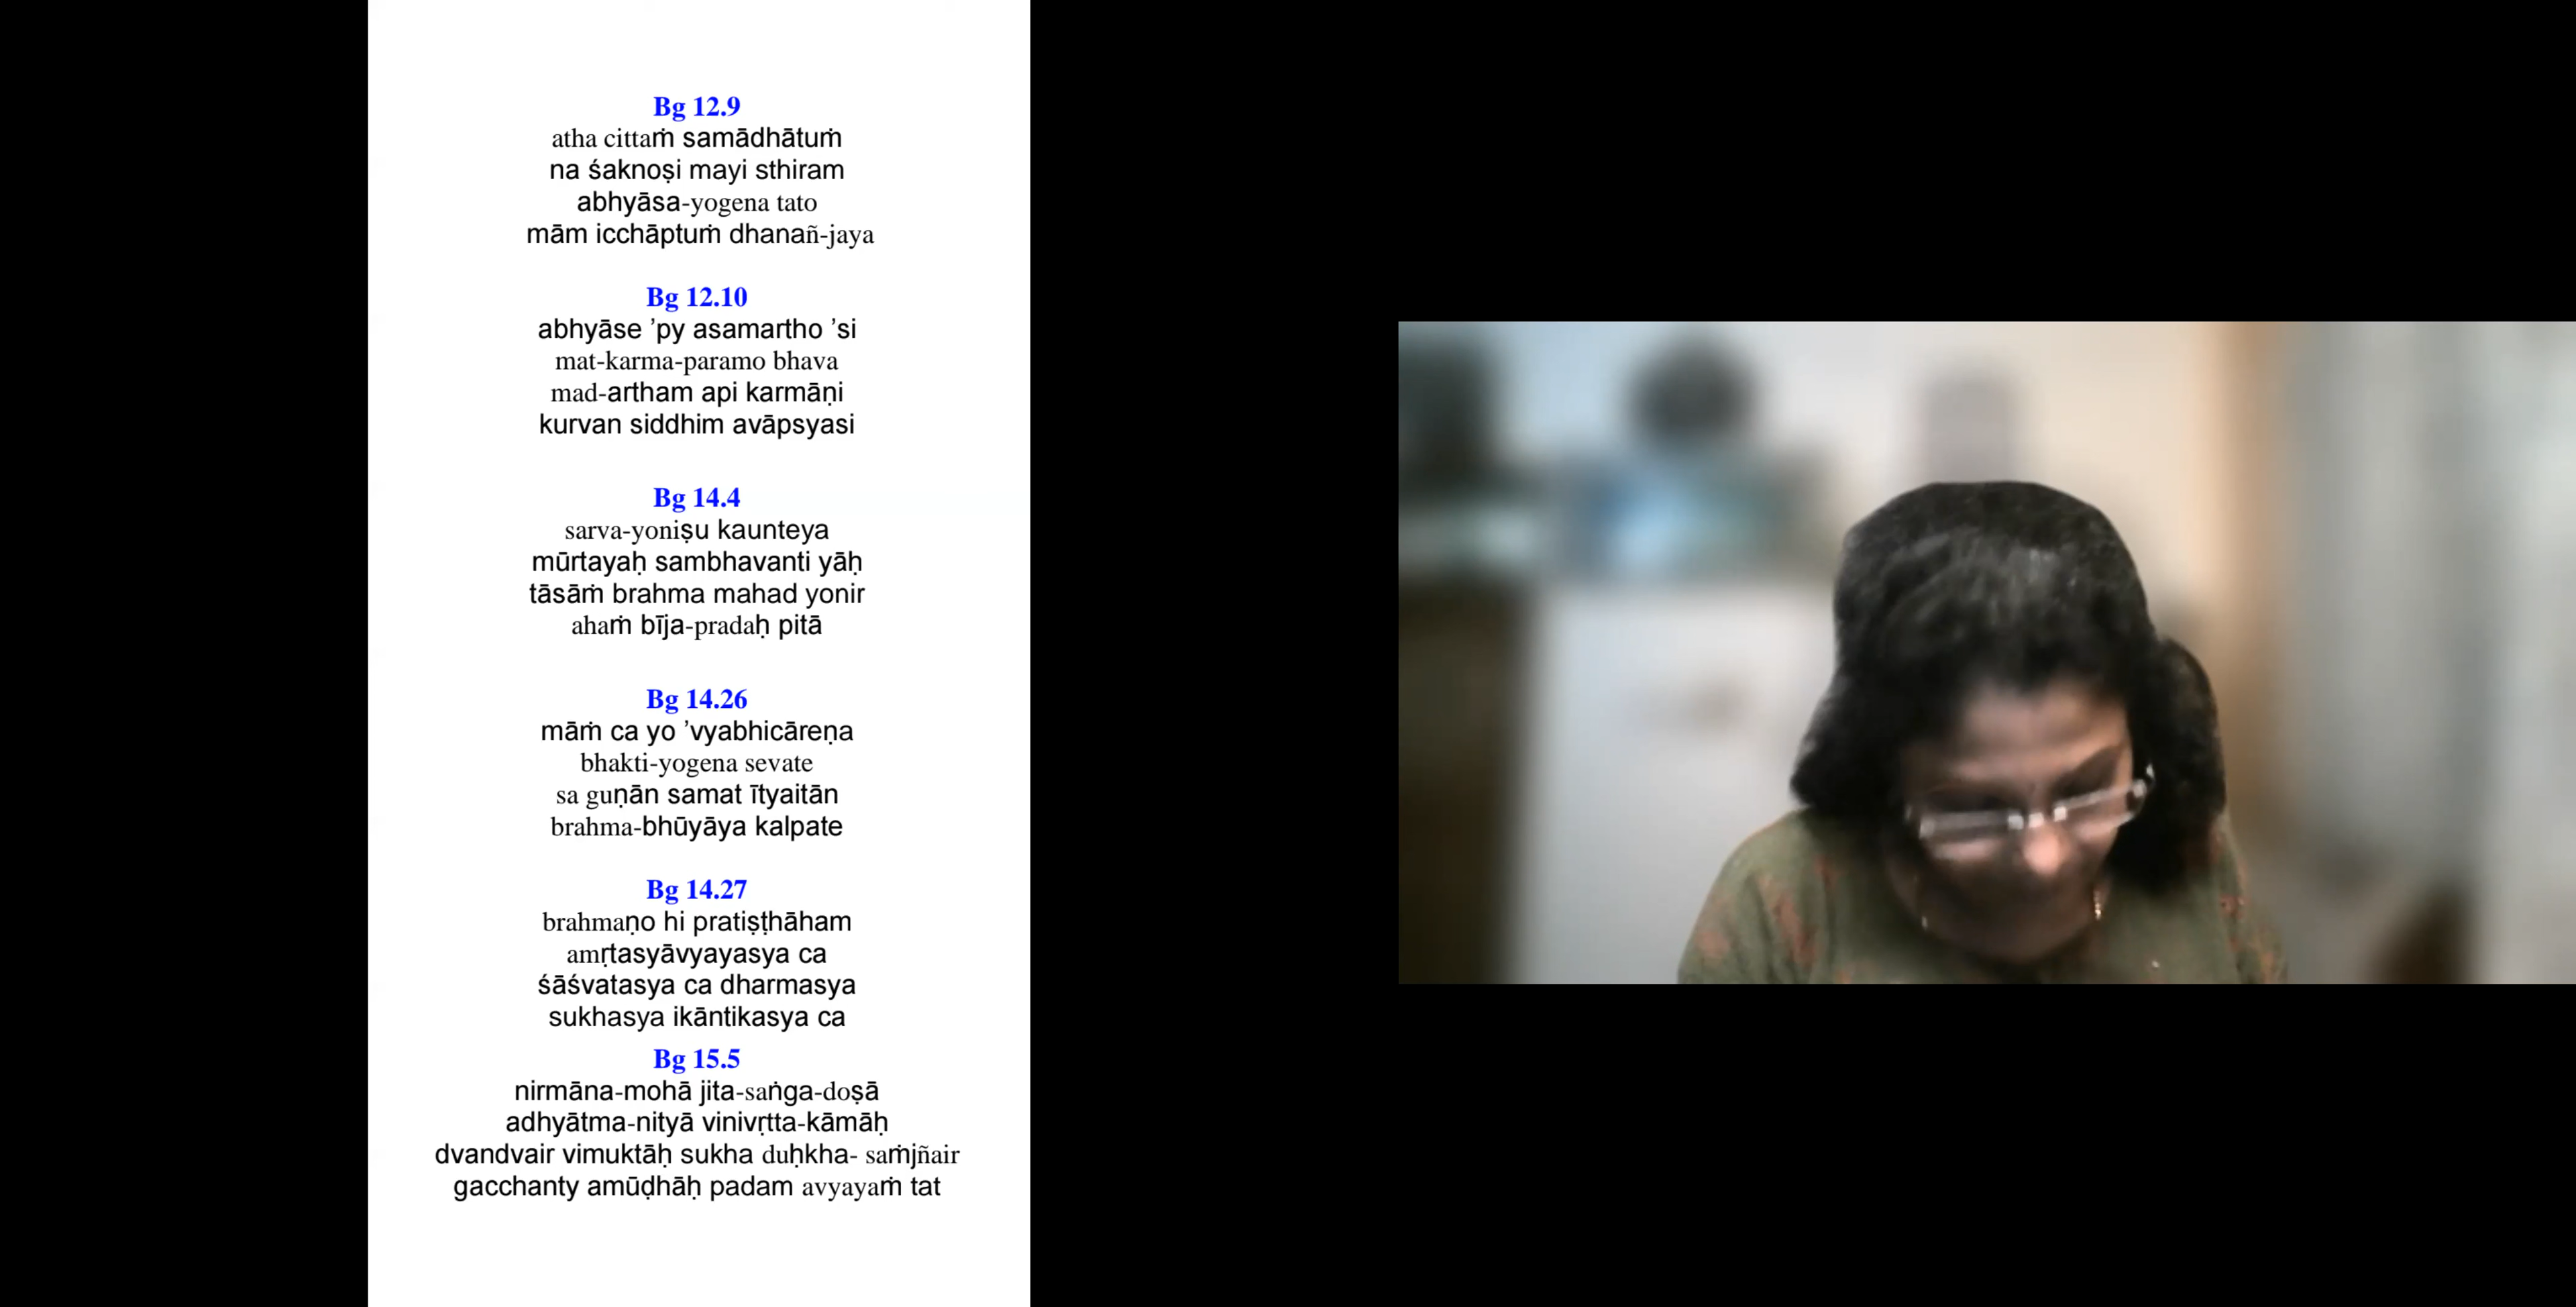 Bg 12.9
atha cittaṁ samādhātuṁ
na śaknoṣi mayi sthiram
abhyāsa-yogena tato
mām icchāptuṁ dhanañ-jaya
Bg 12.10
abhyāse ’py asamartho ’si
mat-karma-paramo bhava
mad-artham api karmāṇi
kurvan siddhim avāpsyasi
Bg 14.4
sarva-yoniṣu kaunteya
mūrtayaḥ sambhavanti yāḥ
tāsāṁ brahma mahad yonir
ahaṁ bīja-pradaḥ pitā
Bg 14.26
māṁ ca yo ’vyabhicāreṇa
bhakti-yogena sevate
sa guṇān samat ītyaitān
brahma-bhūyāya kalpate
Bg 14.27
brahmaṇo hi pratiṣṭhāham
amṛtasyāvyayasya ca
śāśvatasya ca dharmasya
sukhasya ikāntikasya ca
Bg 15.5
nirmāna-mohā jita-saṅga-doṣā
adhyātma-nityā vinivṛtta-kāmāḥ
dvandvair vimuktāḥ sukha duḥkha- saṁjñair
gacchanty amūḍhāḥ padam avyayaṁ tat